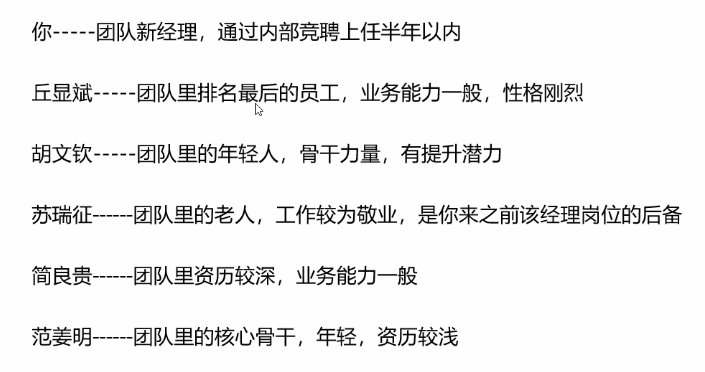 你-----团队新经理，通过内部竞聘上任半年以内
丘显斌-----团队里排名最后的员工，业务能力一般，性格刚烈
胡文钦-----团队里的年轻人，骨干力量，有提升潜力
苏瑞征------团队里的老人，工作较为敬业，是你来之前该经理岗位的后备
简良贵------团队里资历较深，业务能力一般
范姜明------团队里的核心骨干，年轻，资历较浅